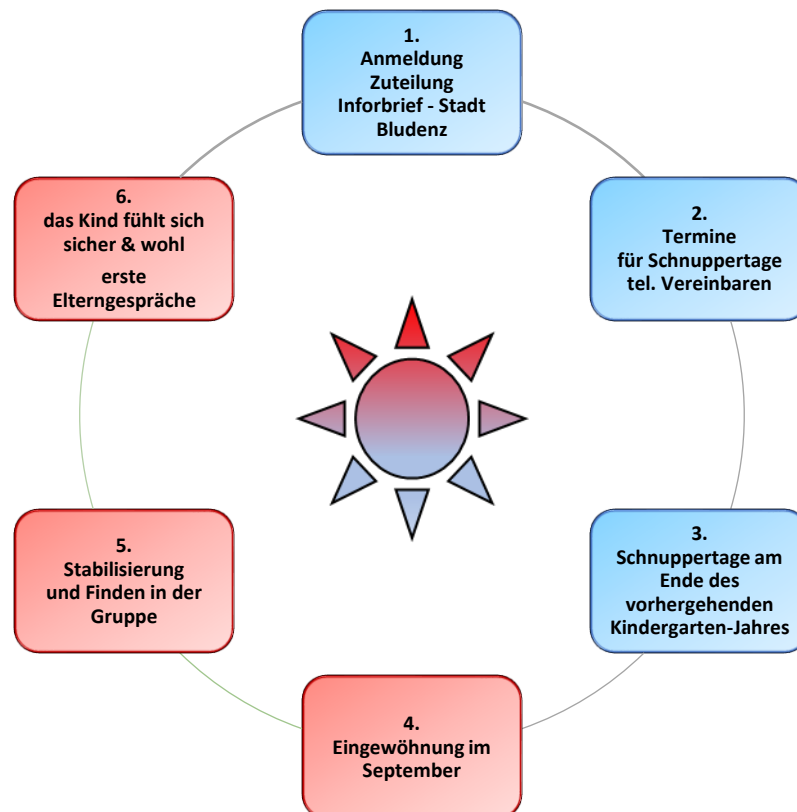 1.
Anmeldung
Zuteilung
Inforbrief - Stadt
Bludenz
2.
Termine
für Schnuppertage
tel. Vereinbaren
3.
Schnuppertage am
Ende des
vorhergehenden
Kindergarten-Jahres
4.
Eingewöhnung im
September
5.
Stabilisierung
und Finden in der
Gruppe
6.
das Kind fühlt sich
sicher & wohl
erste
Elterngespräche